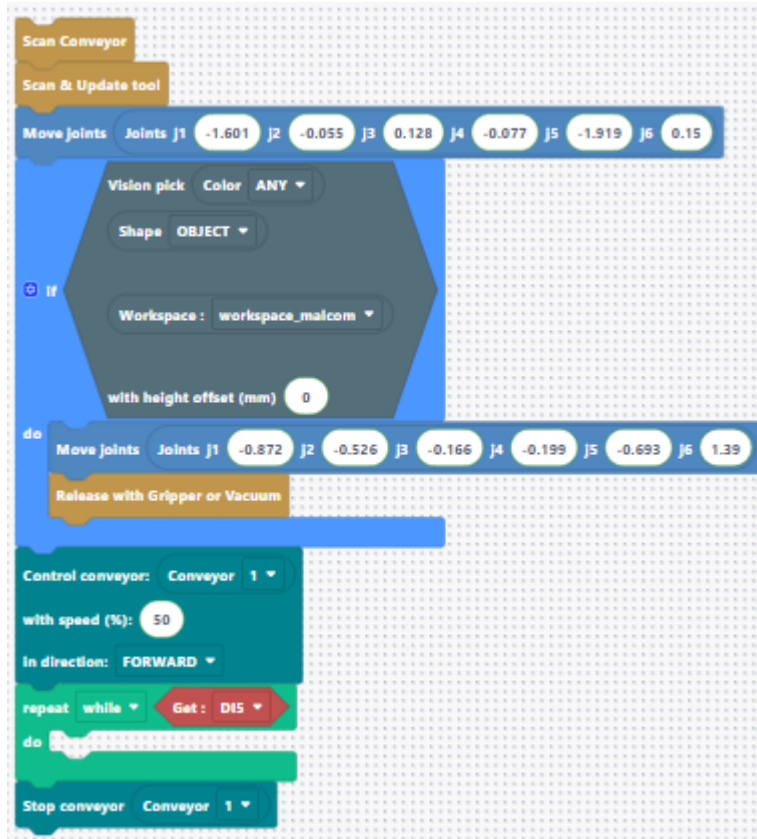 Scan Conveyor
Scan & Update tool
Move joints Joints j1 -1.601 j2 -0.055 j3 0.128 j4 -0.077 j5 -1.919 j6 0.15
Vision pick Color ANY
Shape OBJECT
if
Workspace : workspace_malcom
with height offset (mm) 0
do
Move joints Joints j1 -0.872 j2 -0.526 j3 -0.166 j4 -0.199 j5 -0.693 j6 1.39
Release with Gripper or Vacuum
Control conveyor: Conveyor 1
with speed (%): 50
in direction: FORWARD
repeat while Get : DI5
do
Stop conveyor Conveyor 1